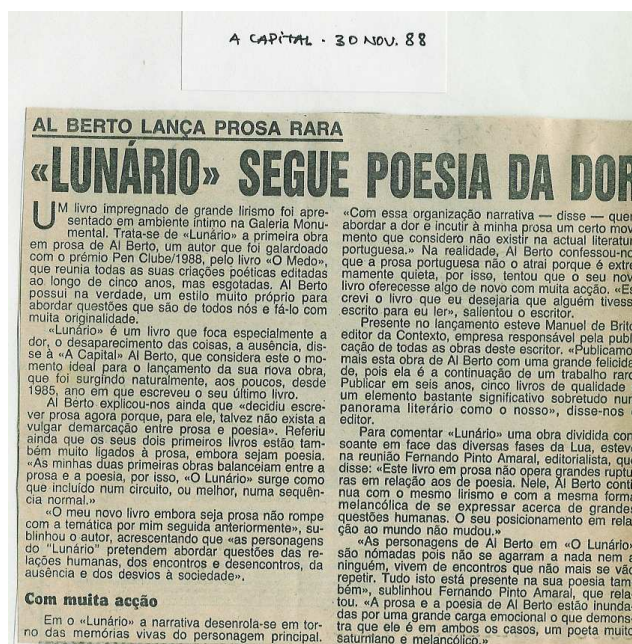 A CAPITAL - 30 NOV. 88
AL BERTO LANÇA PROSA RARA
«LUNÁRIO» SEGUE POESIA DA DOR
UM livro impregnado de grande lirismo foi apre-
sentado em ambiente íntimo na Galeria Monu-
mental. Trata-se de «Lunário» a primeira obra
em prosa de Al Berto, um autor que foi galardoado
com o prémio Pen Clube/1988, pelo livro «O Medo»,
que reunia todas as suas criações poéticas editadas
ao longo de cinco anos, mas esgotadas. Al Berto
possui na verdade, um estilo muito próprio para
abordar questões que são de todos nós e fá-lo com
muita originalidade.
«Lunário» é um livro que foca especialmente a
dor, o desaparecimento das coisas, a ausência, dis-
se à «A Capital» Al Berto, que considera este o mo-
mento ideal para o lançamento da sua nova obra,
que foi surgindo naturalmente, aos poucos, desde
1985, ano em que escreveu o seu último livro.
Al Berto explicou-nos ainda que «decidiu escre-
ver prosa agora porque, para ele, talvez não exista a
vulgar demarcação entre prosa e poesia». Referiu
ainda que os seus dois primeiros livros estão tam-
bém muito ligados à prosa, embora sejam poesia.
«As minhas duas primeiras obras balanceiam entre a
prosa e a poesia, por isso, «O Lunário» surge como
que incluído num circuito, ou melhor, numa sequên-
cia normal.»
«O meu novo livro embora seja prosa não rompe
com a temática por mim seguida anteriormente», su-
blinhou o autor, acrescentando que «as personagens
do "Lunário" pretendem abordar questões das re-
lações humanas, dos encontros e desencontros, da
ausência e dos desvios à sociedade».
Com muita acção
Em o «Lunário» a narrativa desenrola-se em tor-
no das memórias vivas do personagem principal.
«Com essa organização narrativa — disse — quer
abordar a dor e incutir à minha prosa um certo mov
mento que considero não existir na actual literatur
portuguesa.» Na realidade, Al Berto confessou-no
que a posa portuguesa não o atrai porque é extre
mamente quieta, por isso, tentou que o seu nov
livro oferecesse algo de novo com muita acção. «Es
crevi o livro que eu desejaria que alguém tivess
escrito para eu ler», salientou o escritor.
Presente no lançamento esteve Manuel de Brito
editor da Contexto, empresa responsável pela publ
cação de todas as obras deste escritor. «Publicamo
mais esta obra de Al Berto com uma grande felicida
de, pois ela é a continuação de um trabalho raro
Publicar em seis anos, cinco livros de qualidade
um elemento bastante significativo sobretudo nur
panorama literário como o nosso», disse-nos
editor.
Para comentar «Lunário» uma obra dividida con
soante em face das diversas fases da Lua, estev
na reunião Fernando Pinto Amaral, editorialista, qu
disse: «Este livro em prosa não opera grandes ruptu
ras em relação aos de poesia. Nele, Al Berto conti
nua com o mesmo lirismo e com a mesma form
melancólica de se expressar acerca de grande
questões humanas. O seu posicionamento em rela
ção ao mundo não mudou.»
«As personagens de Al Berto em «O Lunário»
são nómadas pois não se agarram a nada nem a
ninguém, vivem de encontros que não mais se vão
repetir. Tudo isto está presente na sua poesia tam
bém», sublinhou Fernando Pinto Amaral, que rela
tou. «A prosa e a poesia de Al Berto estão inunda
das por uma grande carga emocional o que demons
tra que ele é em ambos os casos, um poeta muito
saturniano e melancólico.»